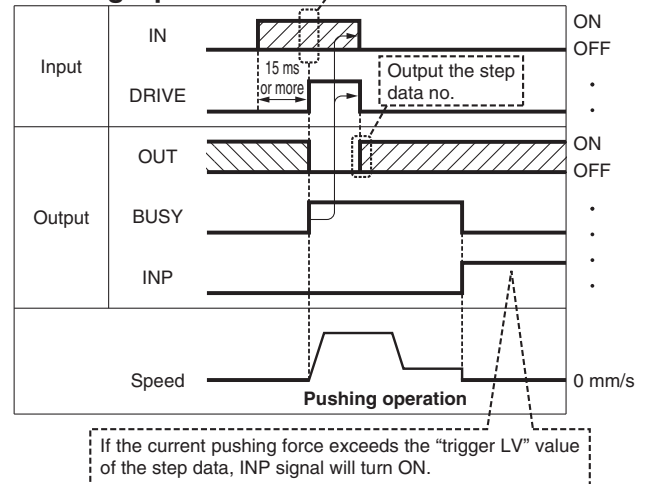 IN
ON
OFF
Input
15 ms
or more
Output the step
data no.
DRIVE
OUT
ON
OFF
Output
BUSY
INP
Speed
0 mm/s
Pushing operation
If the current pushing force exceeds the “trigger LV” value
of the step data, INP signal will turn ON.